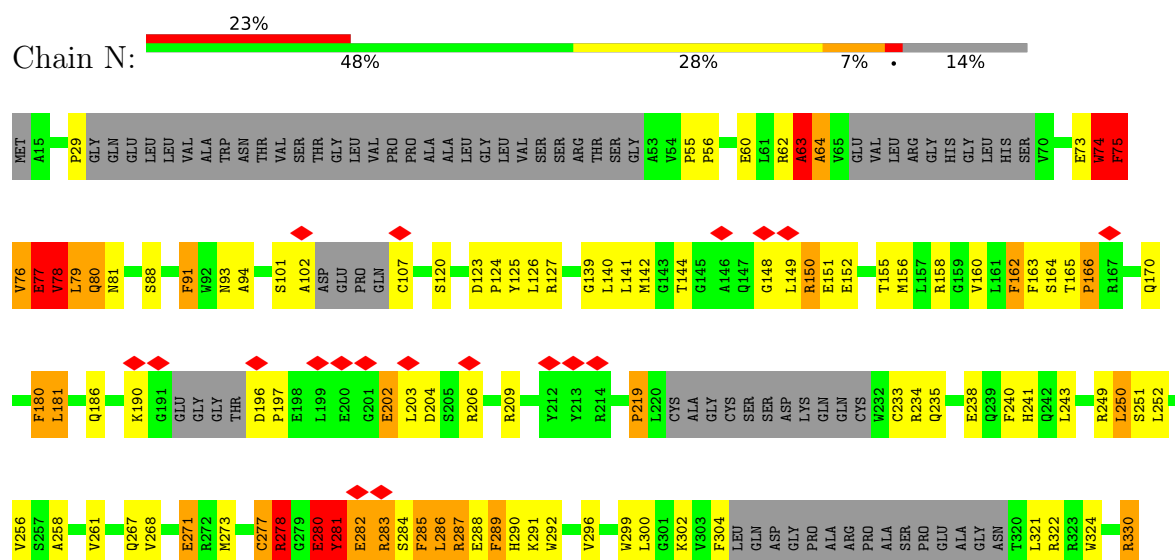 23%
Chain N:
48% 28% 7% • 14%
MET A15 P29 GLY GLN GLU LEU LEU VAL ALA TRP ASN THR VAL SER THR GLY LEU VAL PRO PRO ALA ALA LEU GLY LEU VAL SER SER ARG THR SER GLY A53 V54 P55 P56 E60 L61 R62 A63 A64 V65 GLU VAL LEU ARG GLY HIS GLY LEU HIS SER V70 E73 W74 F75
V76 E77 V78 L79 Q80 N81 S88 F91 W92 N93 A94 S101 A102 ASP GLU PRO GLN C107 S120 D123 P124 Y125 L126 R127 G139 L140 L141 M142 G143 T144 G145 A146 Q147 G148 L149 R150 E151 E152 T155 M156 L157 R158 G159 V160 L161 F162 F163 S164 T165 P166 R167 Q170
F180 L181 Q186 K190 G191 GLU GLY GLY THR D196 P197 E198 L199 E200 G201 E202 L203 D204 S205 R206 R209 Y212 Y213 R214 P219 L220 CYS ALA GLY CYS SER SER ASP LYS GLN GLN CYS W232 C233 R234 Q235 E238 Q239 F240 H241 Q242 L243 R249 L250 S251 L252
V256 S257 A258 V261 Q267 V268 E271 R272 M273 C277 R278 G279 E280 Y281 E282 R283 S284 F285 L286 R287 E288 F289 H290 K291 W292 V296 W299 L300 G301 K302 V303 F304 LEU GLN ASP GLY PRO ALA ARG PRO ALA SER PRO GLU ALA GLY ASN T320 L321 R322 R323 W324 R330